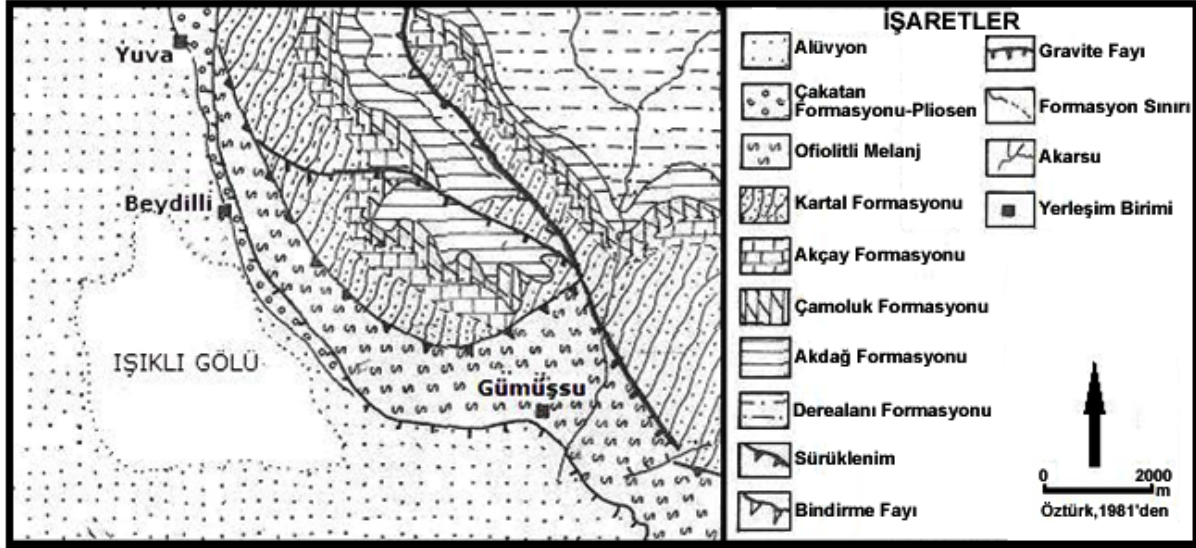 Yuva
Beydilli
IŞIKLI GÖLÜ
Gümüşsu
İŞARETLER
Alüvyon
Çakatan
Formasyonu-Pliosen
Ofiolitli Melanj
Kartal Formasyonu
Akçay Formasyonu
Çamoluk Formasyonu
Akdağ Formasyonu
Derealanı Formasyonu
Sürüklenim
Bindirme Fayı
Gravite Fayı
Formasyon Sınırı
Akarsu
Yerleşim Birimi
0 2000
m
Öztürk,1981'den